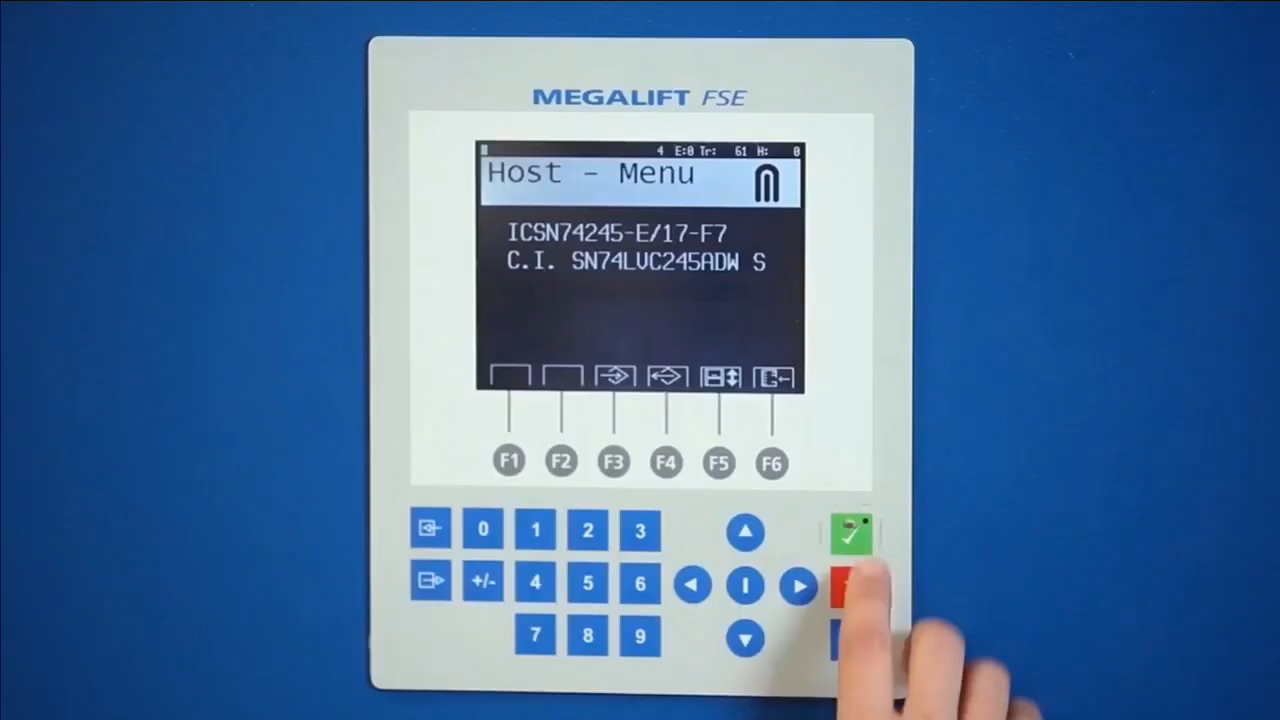 MEGALIFT FSE
4 E:0 Tr: 61 H: 0
Host - Menu
ICSN74245-E/17-F7
C.I. SN74LVC245ADW S
F1 F2 F3 F4 F5 F6
0 1 2 3
+/- 4 5 6
7 8 9